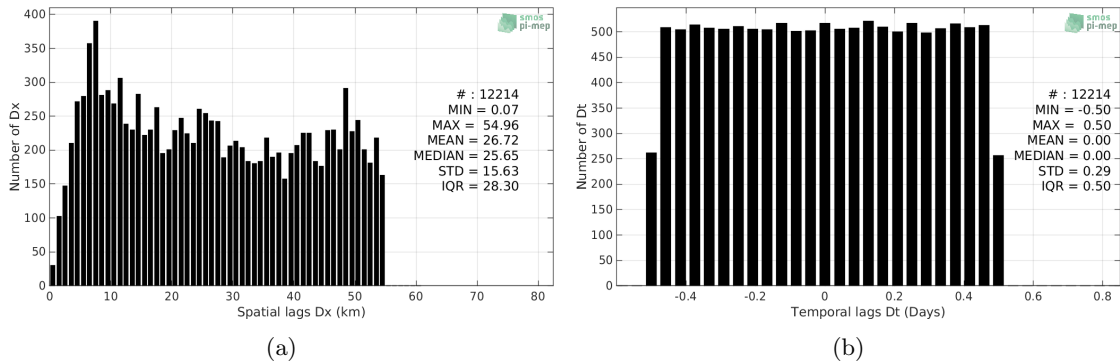 smos
pi-mep
400
350
300
250
200
150
100
50
0
Number of Dx
# : 12214
MIN = 0.07
MAX = 54.96
MEAN = 26.72
MEDIAN = 25.65
STD = 15.63
IQR = 28.30
0 10 20 30 40 50 60 70 80
Spatial lags Dx (km)
(a)
smos
pi-mep
500
450
400
350
300
250
200
150
100
50
0
Number of Dt
# : 12214
MIN = -0.50
MAX = 0.50
MEAN = 0.00
MEDIAN = 0.00
STD = 0.29
IQR = 0.50
-0.4 -0.2 0 0.2 0.4 0.6 0.8
Temporal lags Dt (Days)
(b)